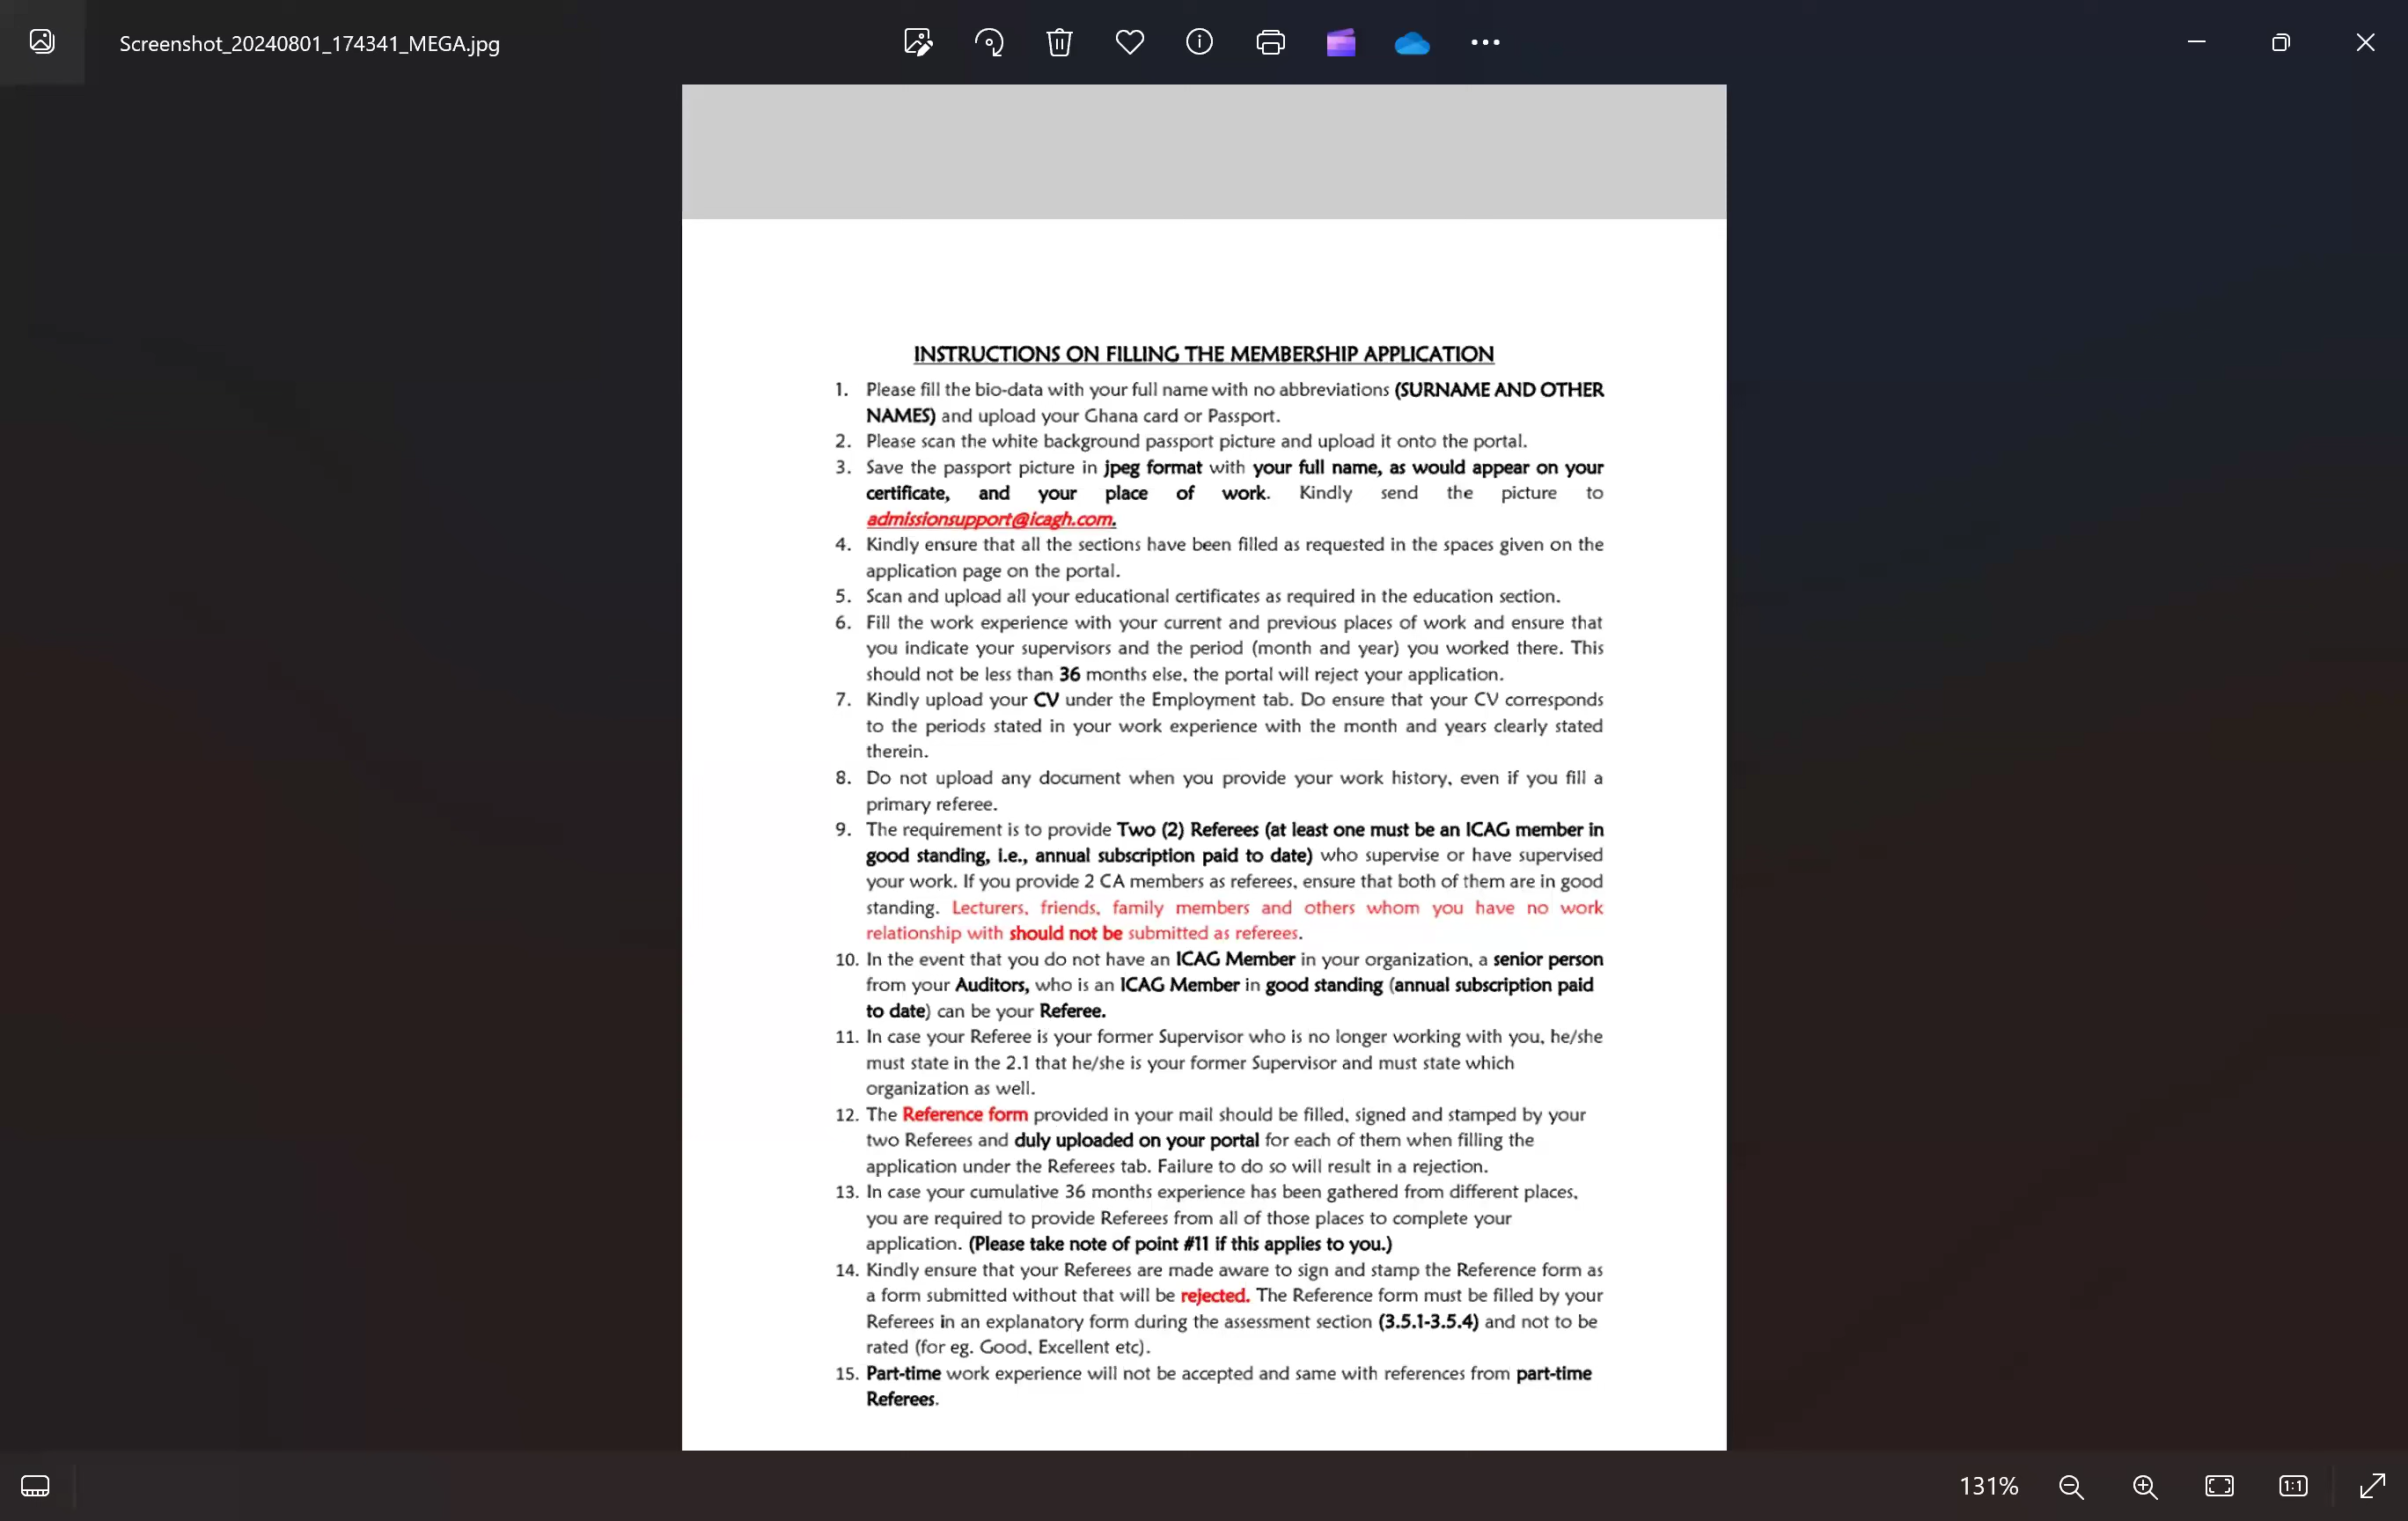 Screenshot_20240801_174341_MEGA.jpg
INSTRUCTIONS ON FILLING THE MEMBERSHIP APPLICATION
1. Please fill the bio-data with your full name with no abbreviations (SURNAME AND OTHER
NAMES) and upload your Ghana card or Passport.
2. Please scan the white background passport picture and upload it onto the portal.
3. Save the passport picture in jpeg format with your full name, as would appear on your
certificate, and your place of work. Kindly send the picture to
admissionsupport@icagh.com.
4. Kindly ensure that all the sections have been filled as requested in the spaces given on the
application page on the portal.
5. Scan and upload all your educational certificates as required in the education section.
6. Fill the work experience with your current and previous places of work and ensure that
you indicate your supervisors and the period (month and year) you worked there. This
should not be less than 36 months else, the portal will reject your application.
7. Kindly upload your CV under the Employment tab. Do ensure that your CV corresponds
to the periods stated in your work experience with the month and years clearly stated
therein.
8. Do not upload any document when you provide your work history, even if you fill a
primary referee.
9. The requirement is to provide Two (2) Referees (at least one must be an ICAG member in
good standing, i.e., annual subscription paid to date) who supervise or have supervised
your work. If you provide 2 CA members as referees, ensure that both of them are in good
standing. Lecturers, friends, family members and others whom you have no work
relationship with should not be submitted as referees.
10. In the event that you do not have an ICAG Member in your organization, a senior person
from your Auditors, who is an ICAG Member in good standing (annual subscription paid
to date) can be your Referee.
11. In case your Referee is your former Supervisor who is no longer working with you, he/she
must state in the 2.1 that he/she is your former Supervisor and must state which
organization as well.
12. The Reference form provided in your mail should be filled, signed and stamped by your
two Referees and duly uploaded on your portal for each of them when filling the
application under the Referees tab. Failure to do so will result in a rejection.
13. In case your cumulative 36 months experience has been gathered from different places,
you are required to provide Referees from all of those places to complete your
application. (Please take note of point #11 if this applies to you.)
14. Kindly ensure that your Referees are made aware to sign and stamp the Reference form as
a form submitted without that will be rejected. The Reference form must be filled by your
Referees in an explanatory form during the assessment section (3.5.1-3.5.4) and not to be
rated (for eg. Good, Excellent etc).
15. Part-time work experience will not be accepted and same with references from part-time
Referees.
131%
1:1